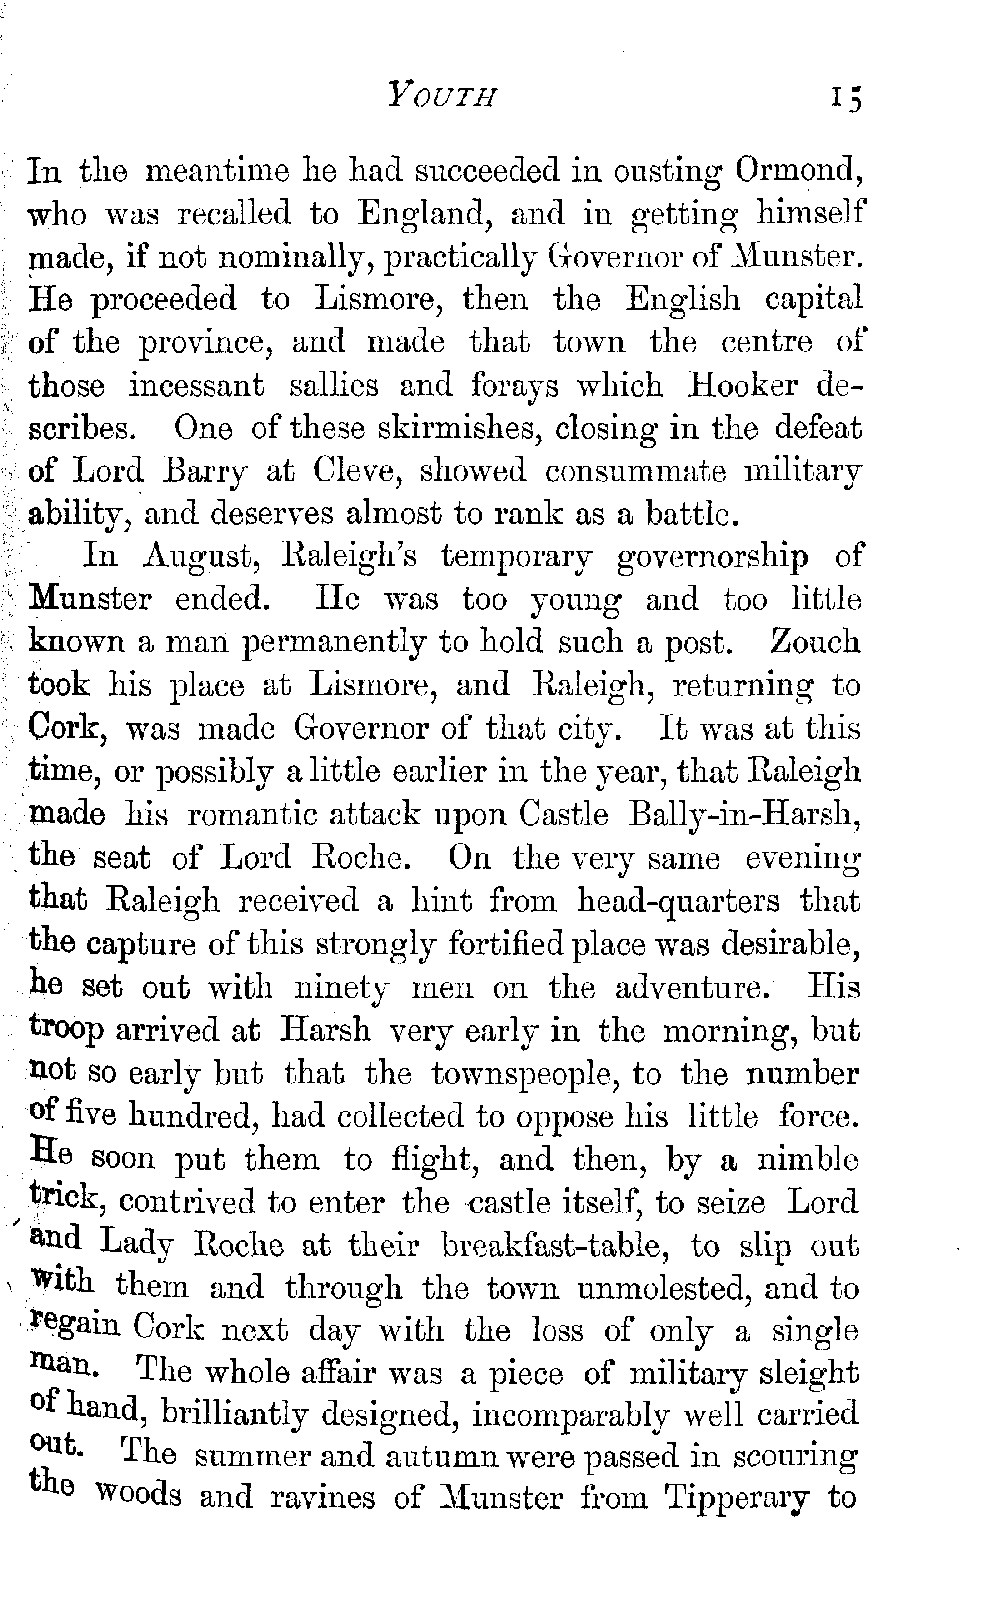 YOUTH 15
In the meantime he had succeeded in ousting Ormond,
who was recalled to England, and in getting himself
made, if not nominally, practically Governor of Munster.
He proceeded to Lismore, then the English capital
of the province, and made that town the centre of
those incessant sallies and forays which Hooker de-
scribes. One of these skirmishes, closing in the defeat
of Lord Barry at Cleve, showed consummate military
ability, and deserves almost to rank as a battle.
In August, Raleigh's temporary governorship of
Munster ended. He was too young and too little
known a man permanently to hold such a post. Zouch
took his place at Lismore, and Raleigh, returning to
Cork, was made Governor of that city. It was at this
time, or possibly a little earlier in the year, that Raleigh
made his romantic attack upon Castle Bally-in-Harsh,
the seat of Lord Roche. On the very same evening
that Raleigh received a hint from head-quarters that
the capture of this strongly fortified place was desirable,
he set out with ninety men on the adventure. His
troop arrived at Harsh very early in the morning, but
not so early but that the townspeople, to the number
of five hundred, had collected to oppose his little force.
He soon put them to flight, and then, by a nimble
trick, contrived to enter the castle itself, to seize Lord
and Lady Roche at their breakfast-table, to slip out
with them and through the town unmolested, and to
regain Cork next day with the loss of only a single
man. The whole affair was a piece of military sleight
of hand, brilliantly designed, incomparably well carried
out. The summer and autumn were passed in scouring
the woods and ravines of Munster from Tipperary to